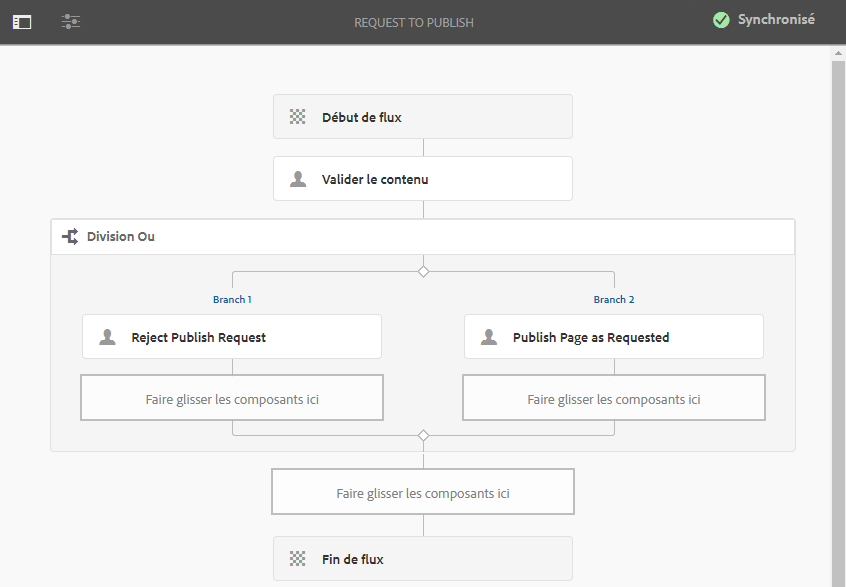 REQUEST TO PUBLISH
Synchronisé
Début de flux
Valider le contenu
Division Ou
Branch 1
Branch 2
Reject Publish Request
Publish Page as Requested
Faire glisser les composants ici
Faire glisser les composants ici
Faire glisser les composants ici
Fin de flux